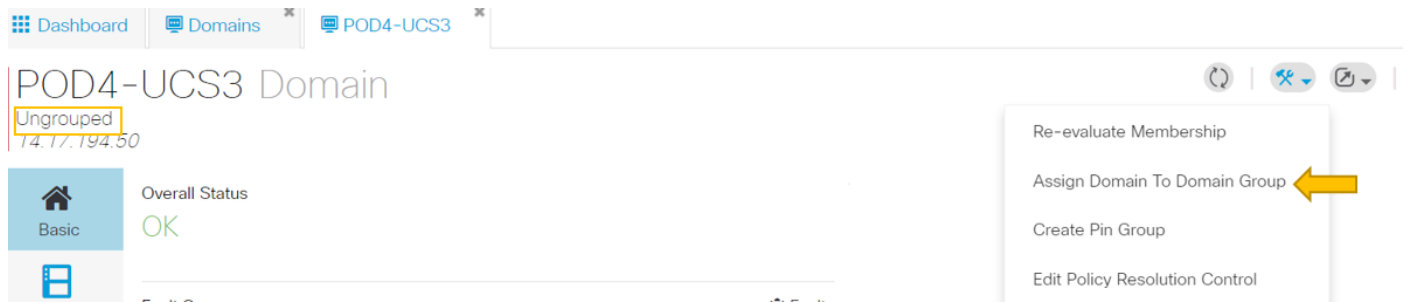 Dashboard
Domains
POD4-UCS3
POD4-UCS3 Domain
Ungrouped
14.17.194.50
Re-evaluate Membership
Assign Domain To Domain Group
Overall Status
OK
Basic
Create Pin Group
Edit Policy Resolution Control